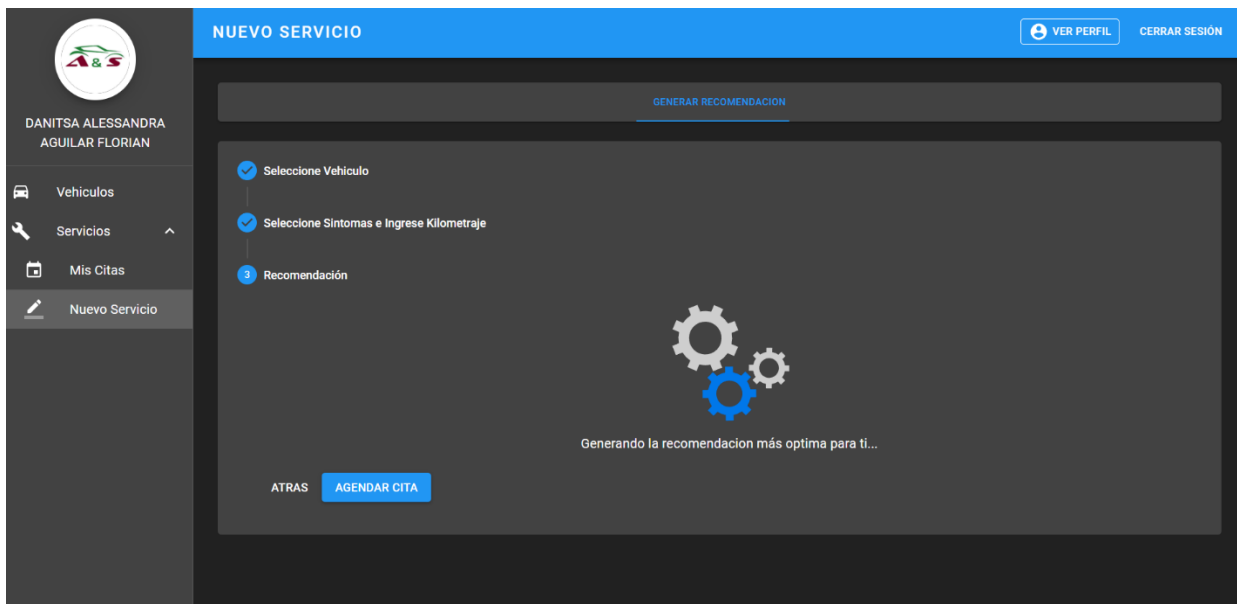 A & S
DANITSA ALESSANDRA
AGUILAR FLORIAN
Vehiculos
Servicios
Mis Citas
Nuevo Servicio
NUEVO SERVICIO
VER PERFIL
CERRAR SESIÓN
GENERAR RECOMENDACION
Seleccione Vehiculo
Seleccione Sintomas e Ingrese Kilometraje
3 Recomendación
Generando la recomendacion más optima para ti...
ATRAS
AGENDAR CITA